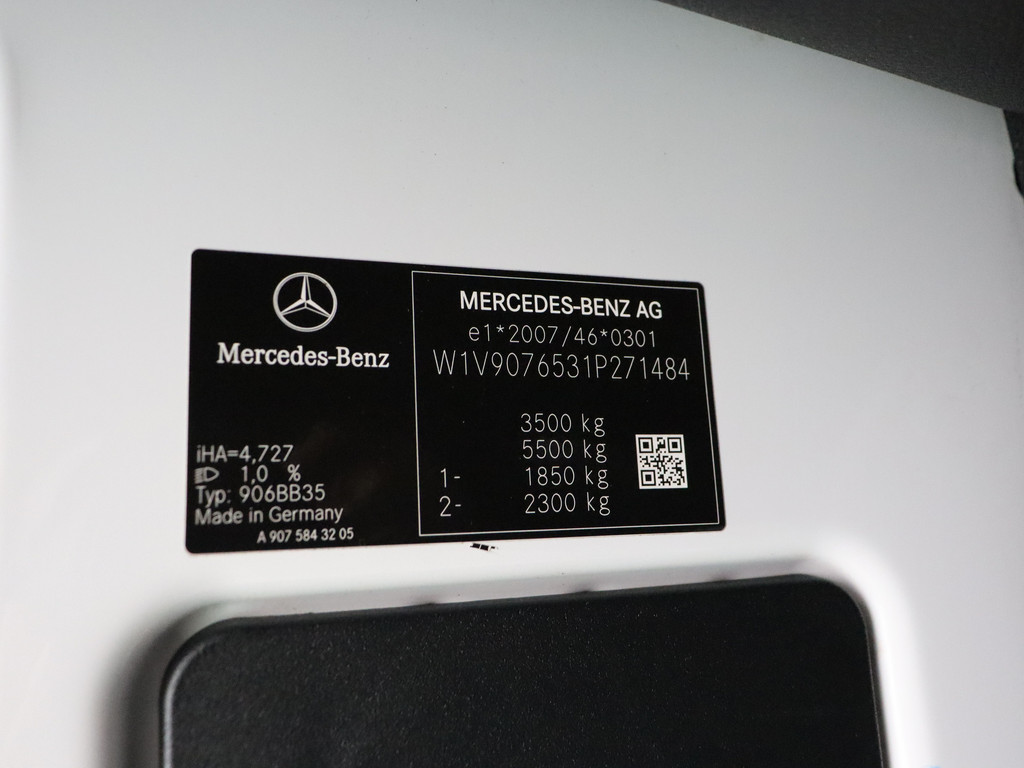 Mercedes-Benz
iHA=4,727
1,0 %
Typ: 906BB35
Made in Germany
A 907 584 32 05
MERCEDES-BENZ AG
e1*2007/46*0301
W1V9076531P271484
3500 kg
5500 kg
1- 1850 kg
2- 2300 kg